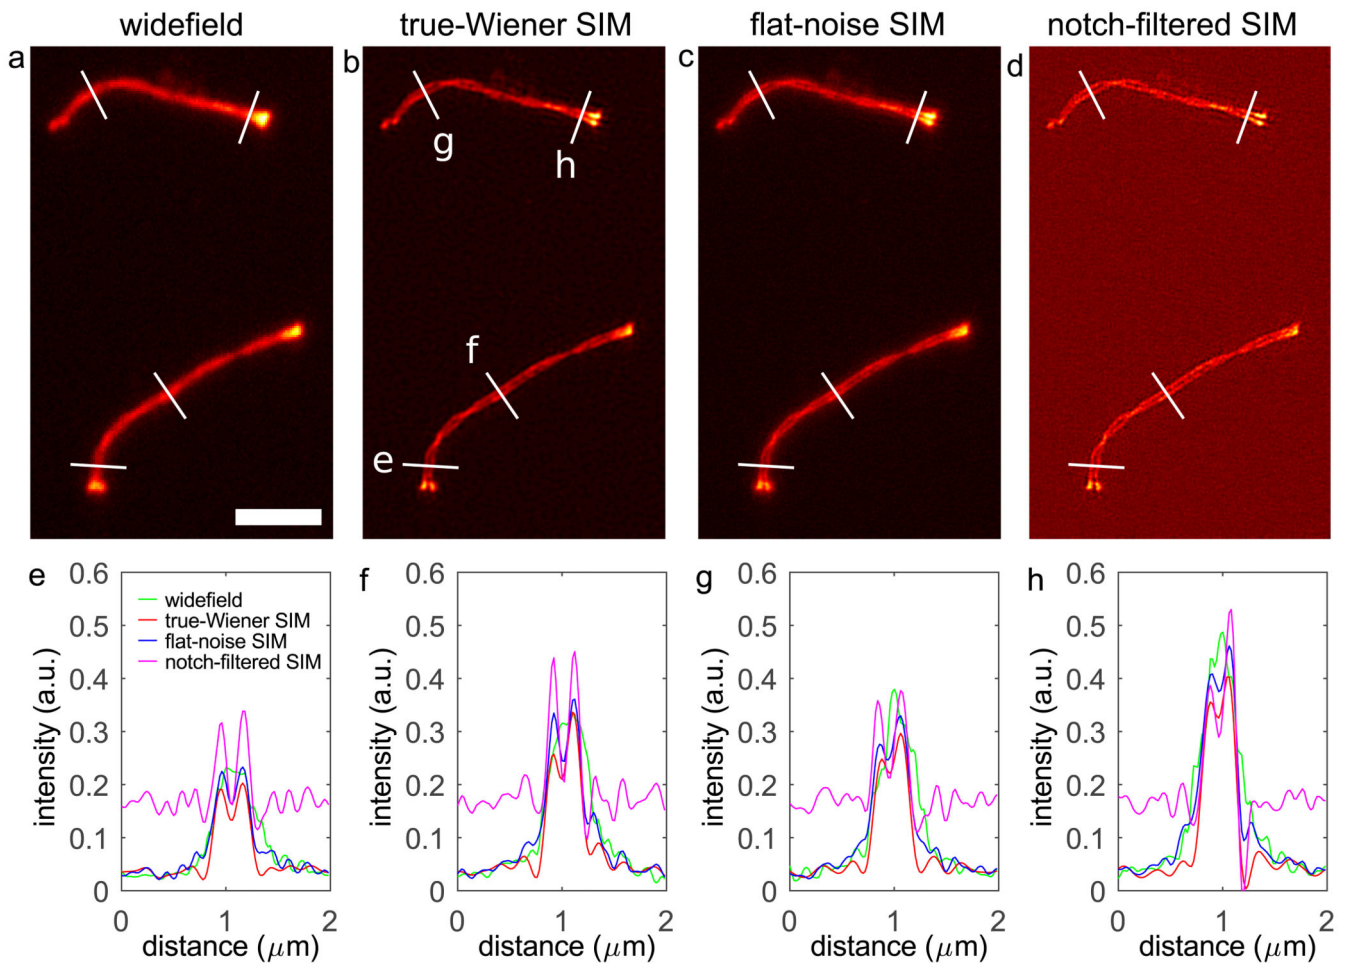 widefield
true-Wiener SIM
flat-noise SIM
notch-filtered SIM
a
b
c
d
g
h
f
e
e
0.6
0.5
0.4
0.3
0.2
0.1
0
intensity (a.u.)
widefield
true-Wiener SIM
flat-noise SIM
notch-filtered SIM
0 1 2
distance (μm)
f
0.6
0.5
0.4
0.3
0.2
0.1
0
intensity (a.u.)
0 1 2
distance (μm)
g
0.6
0.5
0.4
0.3
0.2
0.1
0
intensity (a.u.)
0 1 2
distance (μm)
h
0.6
0.5
0.4
0.3
0.2
0.1
0
intensity (a.u.)
0 1 2
distance (μm)